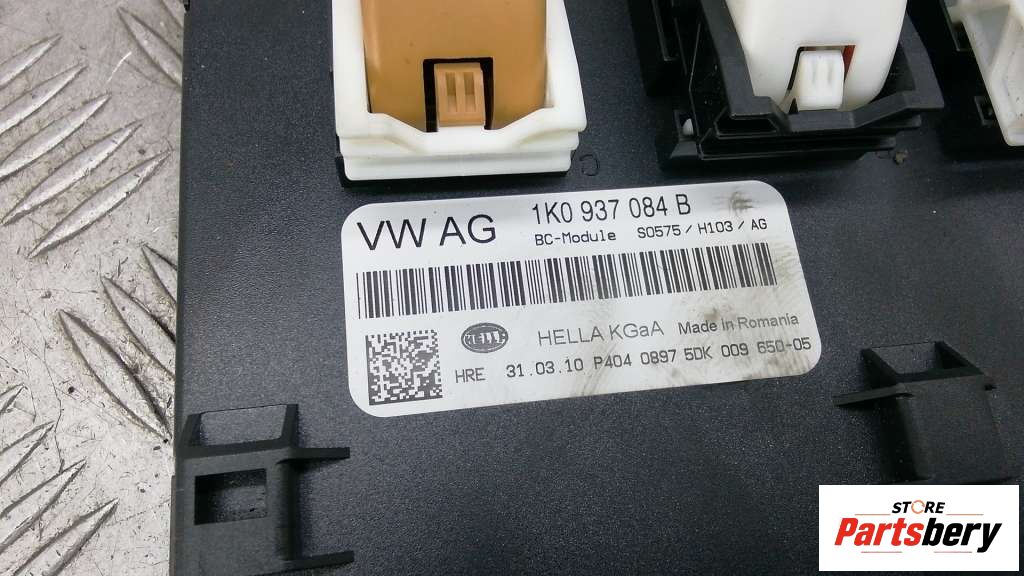 VW AG
1K0 937 084 B
BC-Module S0575 / H103 / AG
HELLA
HELLA KGaA Made in Romania
HRE 31.03.10 P404 0897 5DK 009 650-05
STORE
Partsbery